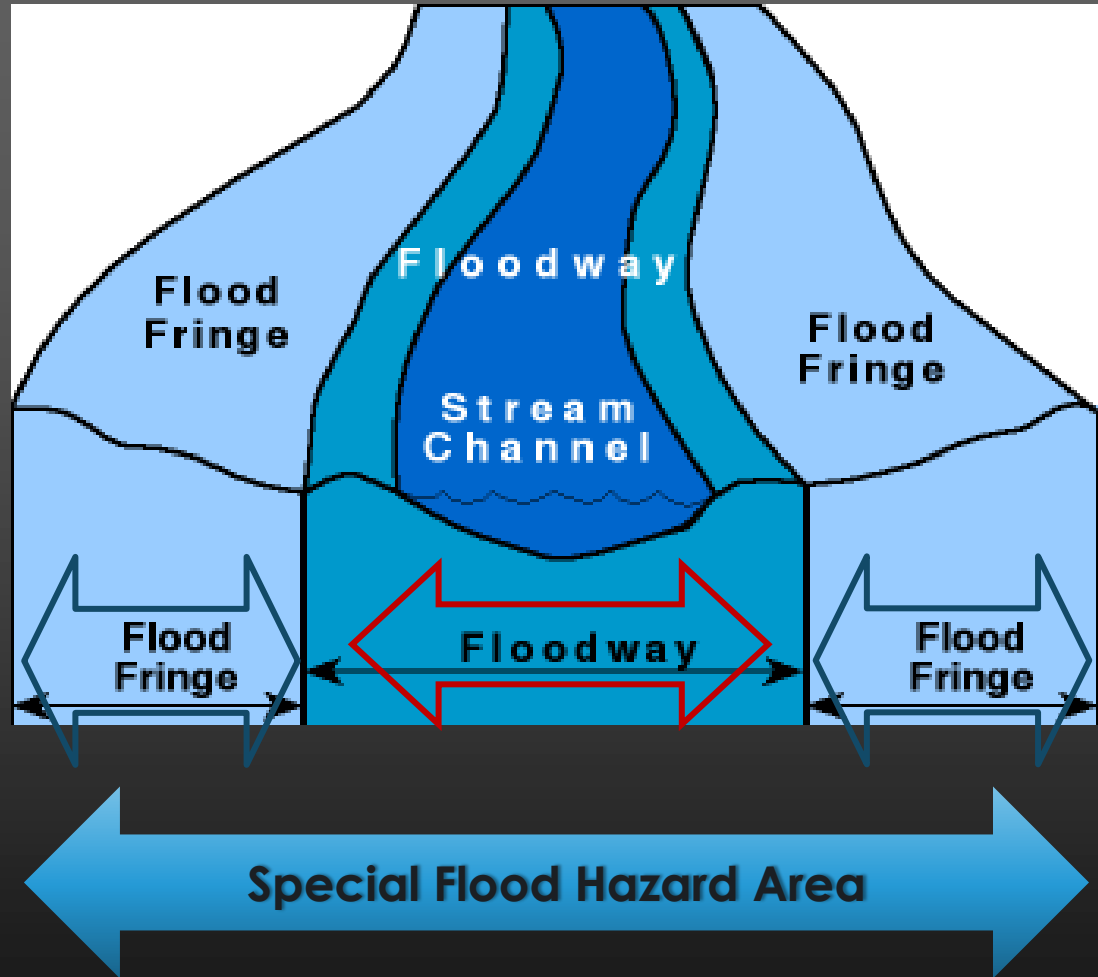 Floodway
Flood
Fringe
Flood
Fringe
Stream
Channel
Flood
Fringe
Floodway
Flood
Fringe
Special Flood Hazard Area